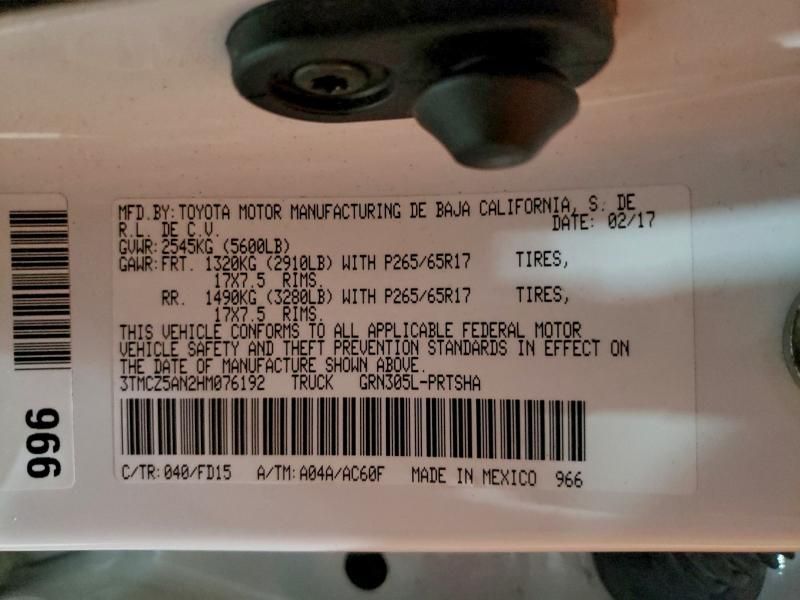 MFD.BY:TOYOTA MOTOR MANUFACTURING DE BAJA CALIFORNIA, S. DE
R.L. DE C.V. DATE: 02/17
GVWR:2545KG (5600LB)
GAWR:FRT. 1320KG (2910LB) WITH P265/65R17 TIRES,
17X7.5 RIMS.
RR. 1490KG (3280LB) WITH P265/65R17 TIRES,
17X7.5 RIMS.
THIS VEHICLE CONFORMS TO ALL APPLICABLE FEDERAL MOTOR
VEHICLE SAFETY AND THEFT PREVENTION STANDARDS IN EFFECT ON
THE DATE OF MANUFACTURE SHOWN ABOVE.
3TMCZ5AN2HM076192 TRUCK GRN305L-PRTSHA
C/TR:040/FD15 A/TM:A04A/AC60F MADE IN MEXICO 966
966